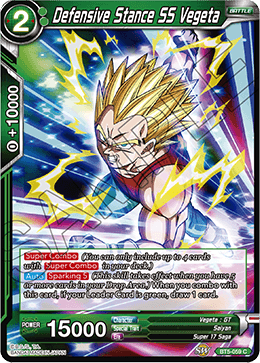 2
Defensive Stance SS Vegeta
BATTLE
+10000
Super Combo (You can only include up to 4 cards
with Super Combo in your deck.)
Auto Sparking 5 (This skill takes effect when you have 5
or more cards in your Drop Area.) When you combo with
this card, if your Leader Card is green, draw 1 card.
POWER 15000
Character Vegeta : GT
Special Trait Saiyan
Era Super 17 Saga
BT5-059 C